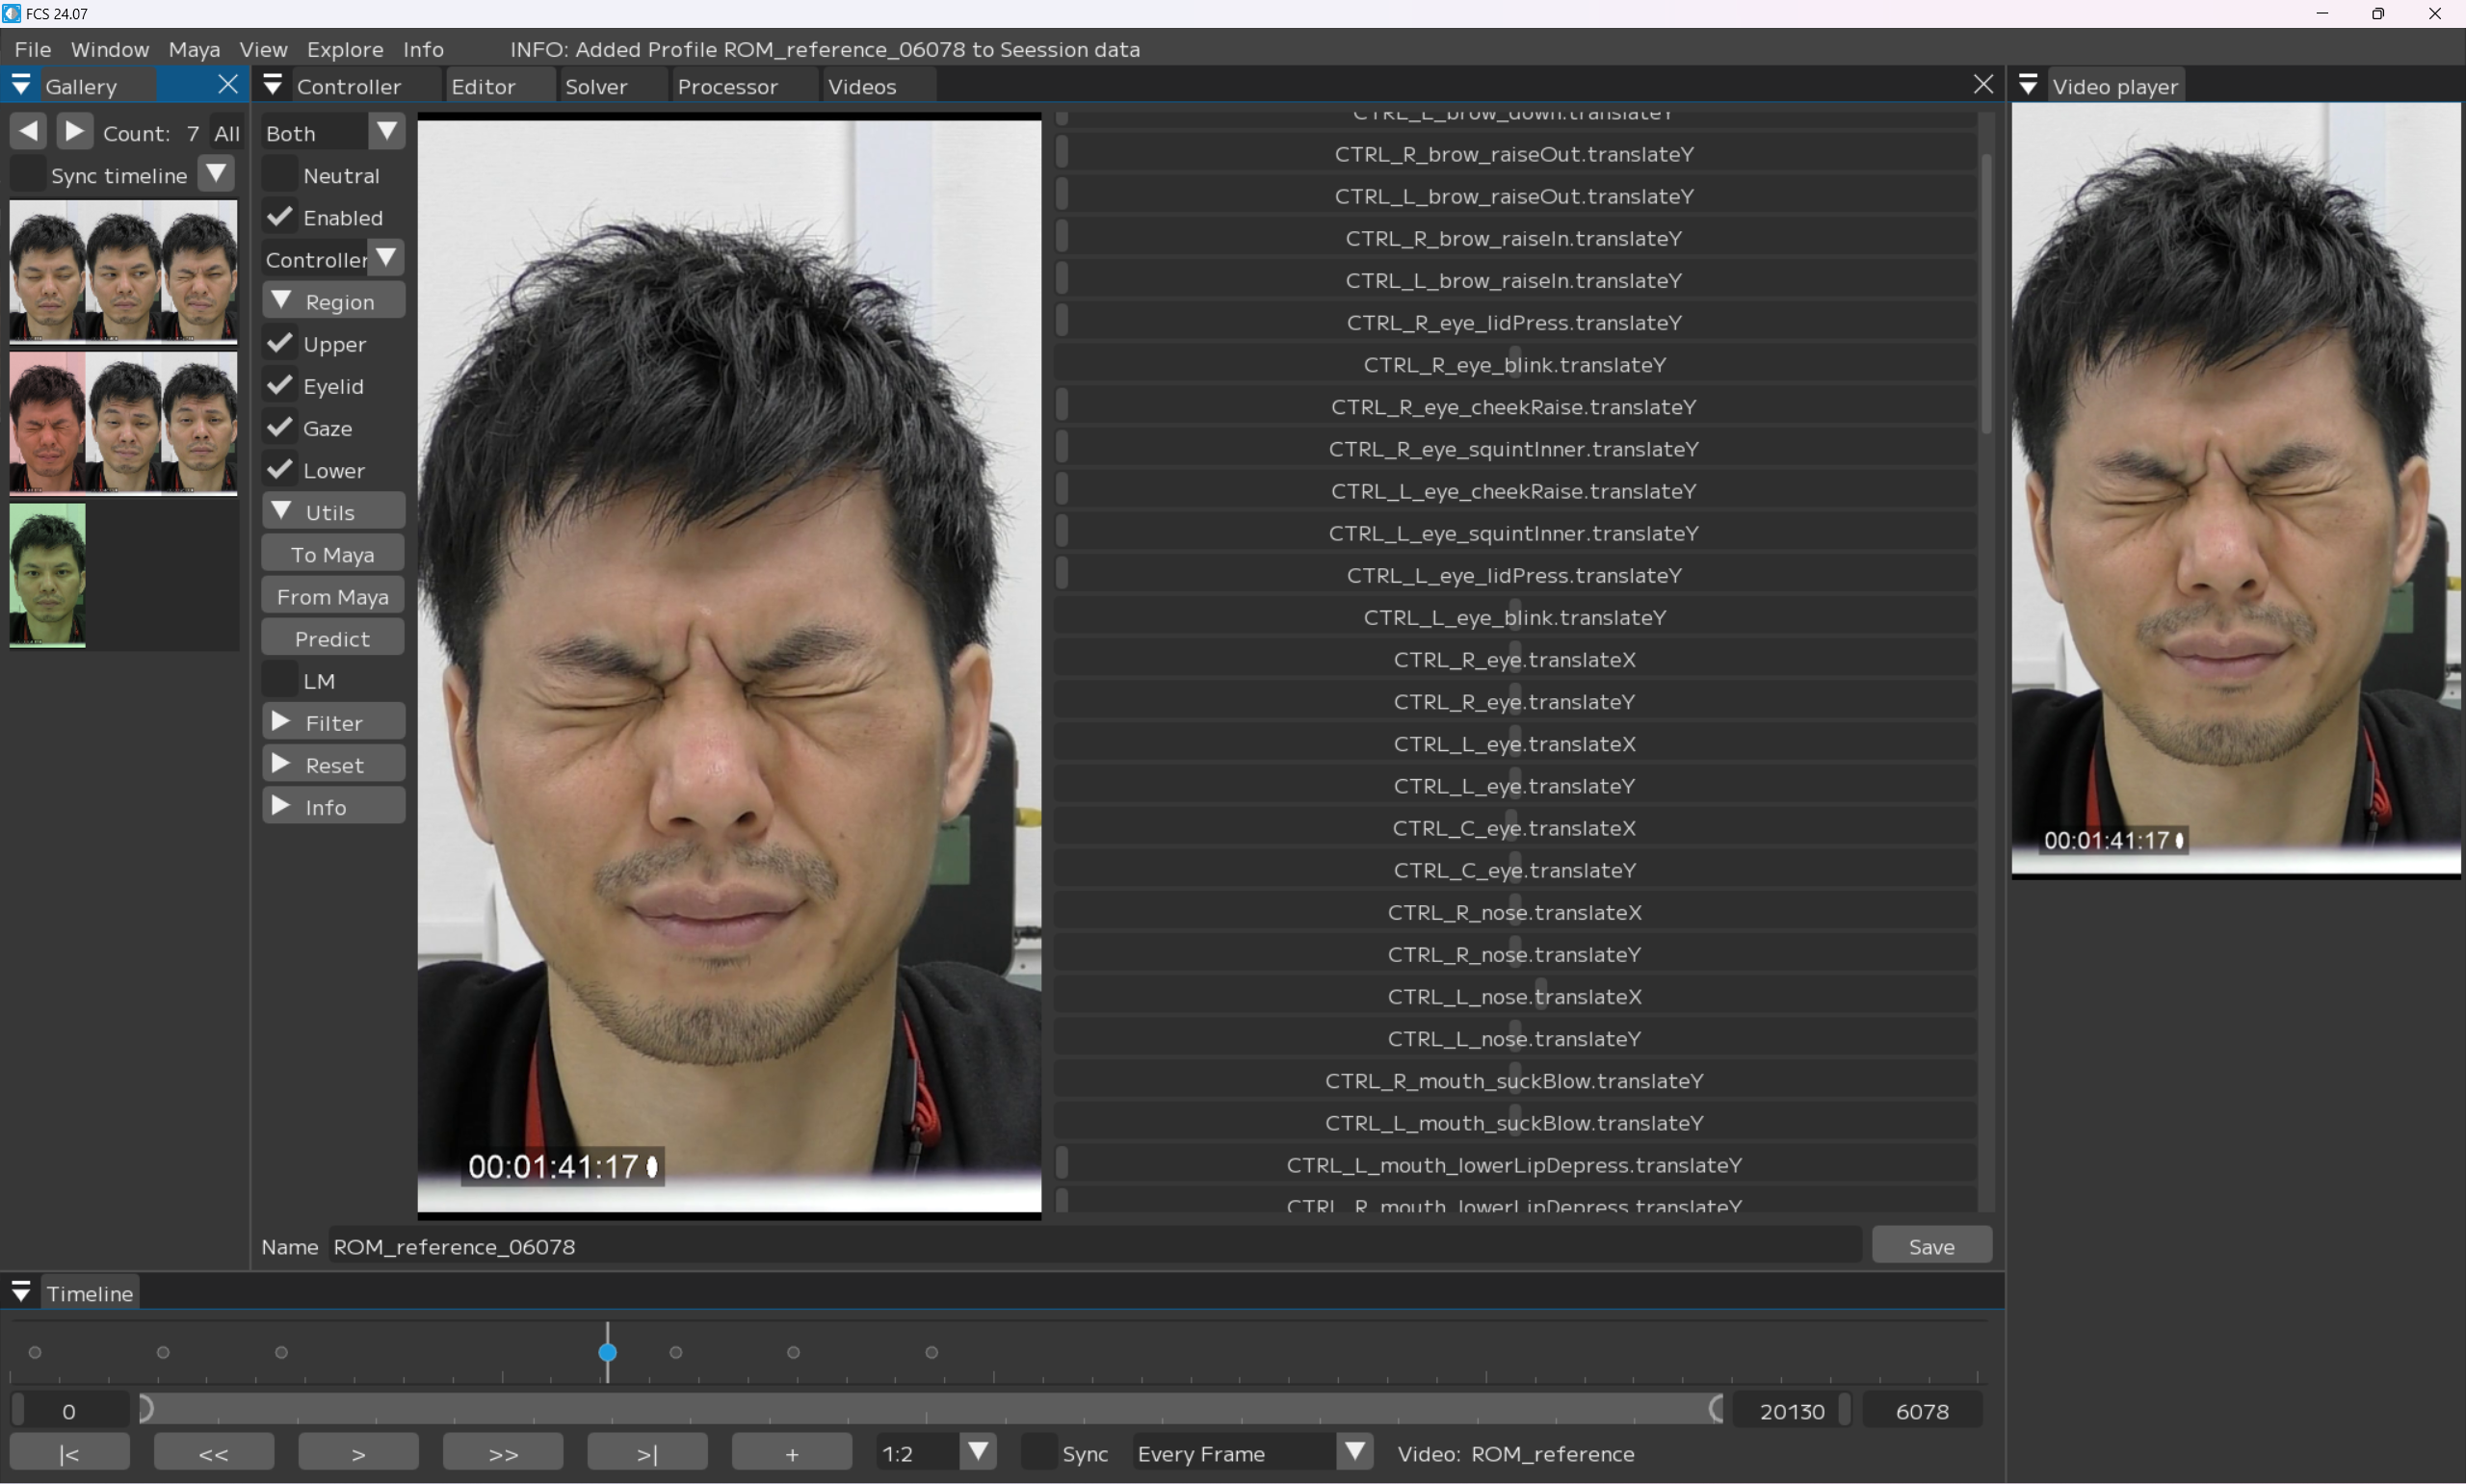 FCS 24.07
File Window Maya View Explore Info INFO: Added Profile ROM_reference_06078 to Seession data
Gallery
Controller Editor Solver Processor Videos
Video player
Count: 7 All
Sync timeline
Both
Neutral
Enabled
Controller
Region
Upper
Eyelid
Gaze
Lower
Utils
To Maya
From Maya
Predict
LM
Filter
Reset
Info
00:01:41:17
CTRL_L_brow_down.translateY
CTRL_R_brow_raiseOut.translateY
CTRL_L_brow_raiseOut.translateY
CTRL_R_brow_raiseIn.translateY
CTRL_L_brow_raiseIn.translateY
CTRL_R_eye_lidPress.translateY
CTRL_R_eye_blink.translateY
CTRL_R_eye_cheekRaise.translateY
CTRL_R_eye_squintInner.translateY
CTRL_L_eye_cheekRaise.translateY
CTRL_L_eye_squintInner.translateY
CTRL_L_eye_lidPress.translateY
CTRL_L_eye_blink.translateY
CTRL_R_eye.translateX
CTRL_R_eye.translateY
CTRL_L_eye.translateX
CTRL_L_eye.translateY
CTRL_C_eye.translateX
CTRL_C_eye.translateY
CTRL_R_nose.translateX
CTRL_R_nose.translateY
CTRL_L_nose.translateX
CTRL_L_nose.translateY
CTRL_R_mouth_suckBlow.translateY
CTRL_L_mouth_suckBlow.translateY
CTRL_L_mouth_lowerLipDepress.translateY
CTRL_R_mouth_lowerLipDepress.translateY
00:01:41:17
Name ROM_reference_06078 Save
Timeline
0 20130 6078
|< << > >> >| + 1:2 Sync Every Frame Video: ROM_reference